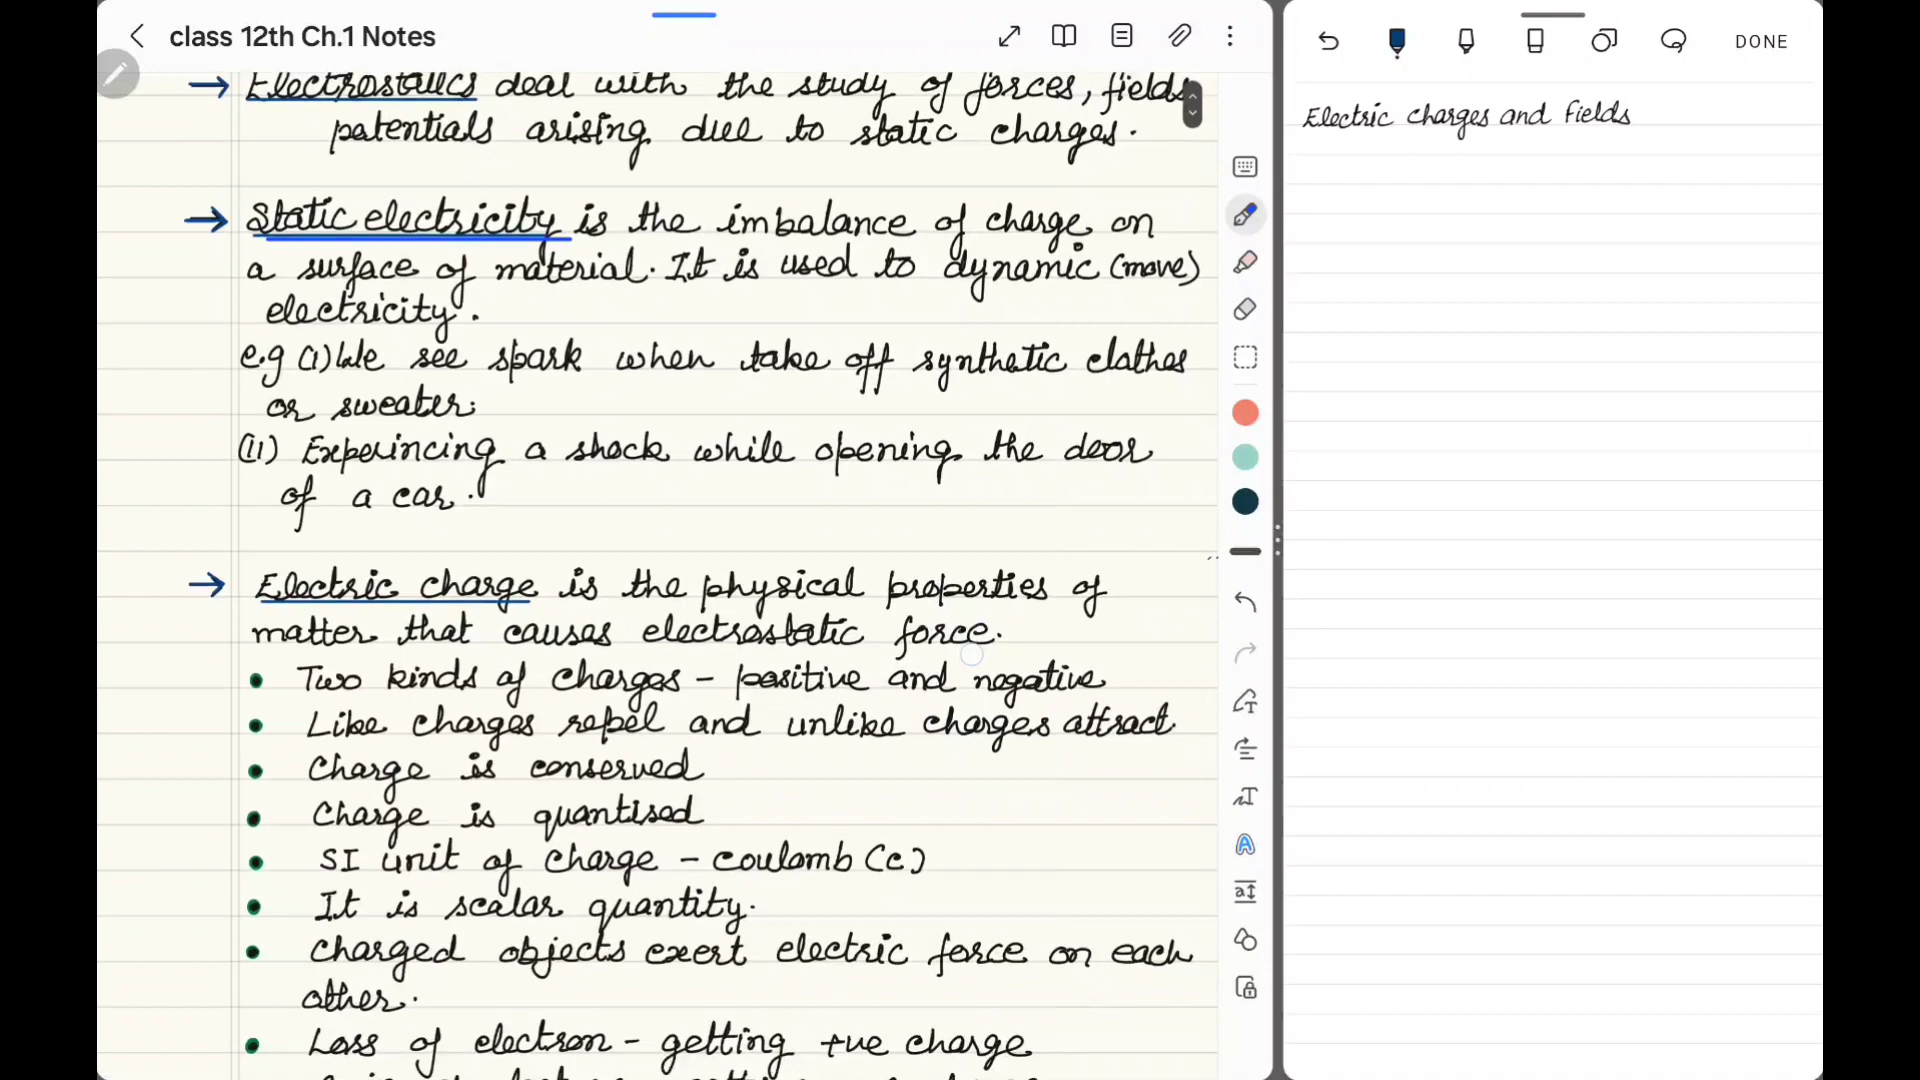 class 12th Ch.1 Notes
DONE
Electrostatics deal with the study of forces, fields
potentials arising due to static charges.
Static electricity is the imbalance of charge on
a surface of material. It is used to dynamic (move)
electricity.
e.g (i) We see spark when take off synthetic clothes
or sweater.
(ii) Experincing a shock while opening the door
of a car.
Electric charge is the physical properties of
matter that causes electrostatic force.
Two kinds of charges - positive and negative
Like charges repel and unlike charges attract
Charge is conserved
Charge is quantised
SI unit of charge - coulomb (c)
It is scalar quantity.
Charged objects exert electric force on each
other.
Loss of electron - getting +ve charge
Electric charges and Fields